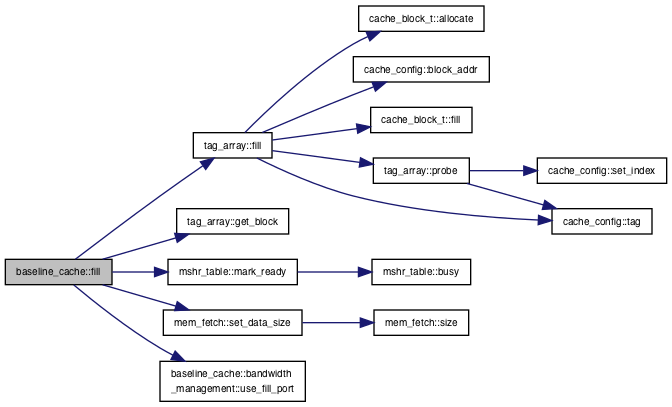 cache_block_t::allocate
cache_config::block_addr
cache_block_t::fill
tag_array::fill
tag_array::probe
cache_config::set_index
tag_array::get_block
cache_config::tag
baseline_cache::fill
mshr_table::mark_ready
mshr_table::busy
mem_fetch::set_data_size
mem_fetch::size
baseline_cache::bandwidth
_management::use_fill_port